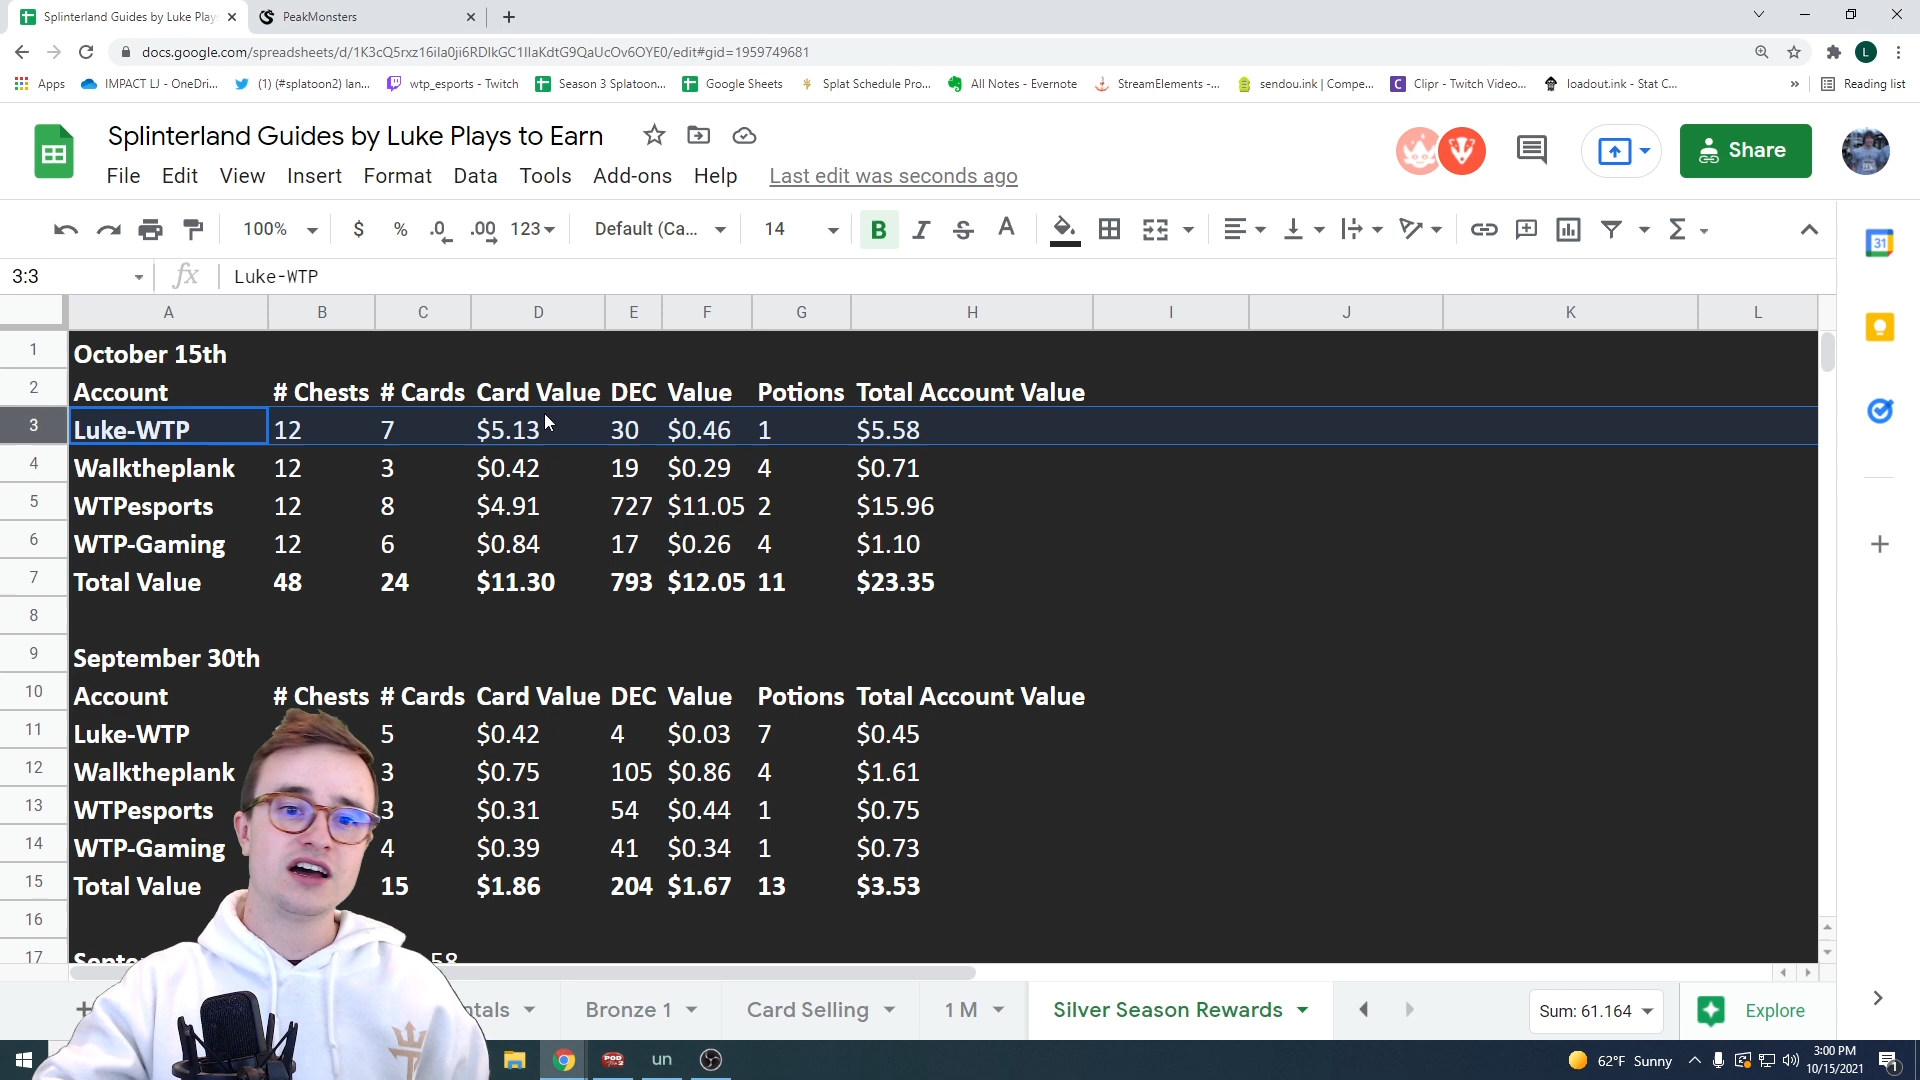 Splinterland Guides by Luke Play
PeakMonsters
docs.google.com/spreadsheets/d/1K3cQ5rxz16ila0ji6RDlkGC1IlaKdtG9QaUcOv6OYE0/edit#gid=1959749681
L
Apps
IMPACT LJ - OneDri...
(1) (#splatoon2) lan...
wtp_esports - Twitch
Season 3 Splatoon...
Google Sheets
Splat Schedule Pro...
All Notes - Evernote
StreamElements -...
sendou.ink | Compe...
Clipr - Twitch Video...
loadout.ink - Stat C...
»
Reading list
Splinterland Guides by Luke Plays to Earn
Share
File Edit View Insert Format Data Tools Add-ons Help Last edit was seconds ago
100% $ % .0 .00 123 Default (Ca... 14 B I S A Σ
31
3:3 fx Luke-WTP
A B C D E F G H I J K L
1 October 15th
2 Account # Chests # Cards Card Value DEC Value Potions Total Account Value
3 Luke-WTP 12 7 $5.13 30 $0.46 1 $5.58
4 Walktheplank 12 3 $0.42 19 $0.29 4 $0.71
5 WTPesports 12 8 $4.91 727 $11.05 2 $15.96
6 WTP-Gaming 12 6 $0.84 17 $0.26 4 $1.10
7 Total Value 48 24 $11.30 793 $12.05 11 $23.35
8
9 September 30th
10 Account # Chests # Cards Card Value DEC Value Potions Total Account Value
11 Luke-WTP 5 $0.42 4 $0.03 7 $0.45
12 Walktheplank 3 $0.75 105 $0.86 4 $1.61
13 WTPesports 3 $0.31 54 $0.44 1 $0.75
14 WTP-Gaming 4 $0.39 41 $0.34 1 $0.73
15 Total Value 15 $1.86 204 $1.67 13 $3.53
16
17
58
ntals Bronze 1 Card Selling 1 M Silver Season Rewards Sum: 61.164 Explore
un
62°F Sunny
3:00 PM
10/15/2021
1